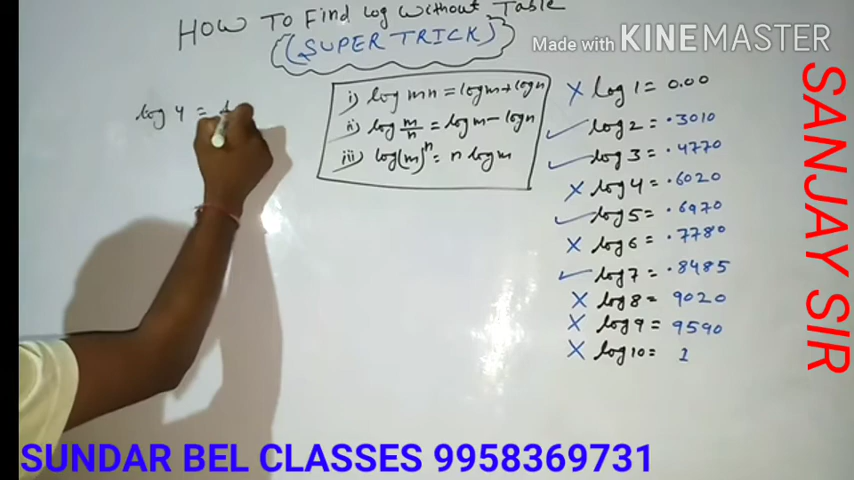 How To Find log Without Table
(SUPER TRICK)
Made with KINEMASTER
log 4 =
i) log mn = logm + logn
ii) log m/n = logm - logn
iii) log(m)^n = n logm
× log 1 = 0.00
✓ log 2 = .3010
✓ log 3 = .4770
× log 4 = .6020
✓ log 5 = .6970
× log 6 = .7780
✓ log 7 = .8485
× log 8 = 9020
× log 9 = 9590
× log 10 = 1
SANJAY SIR
SUNDAR BEL CLASSES 9958369731